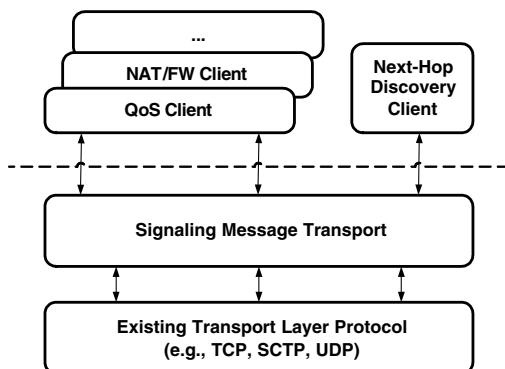 ...
NAT/FW Client
QoS Client
Next-Hop
Discovery
Client
Signaling Message Transport
Existing Transport Layer Protocol
(e.g., TCP, SCTP, UDP)